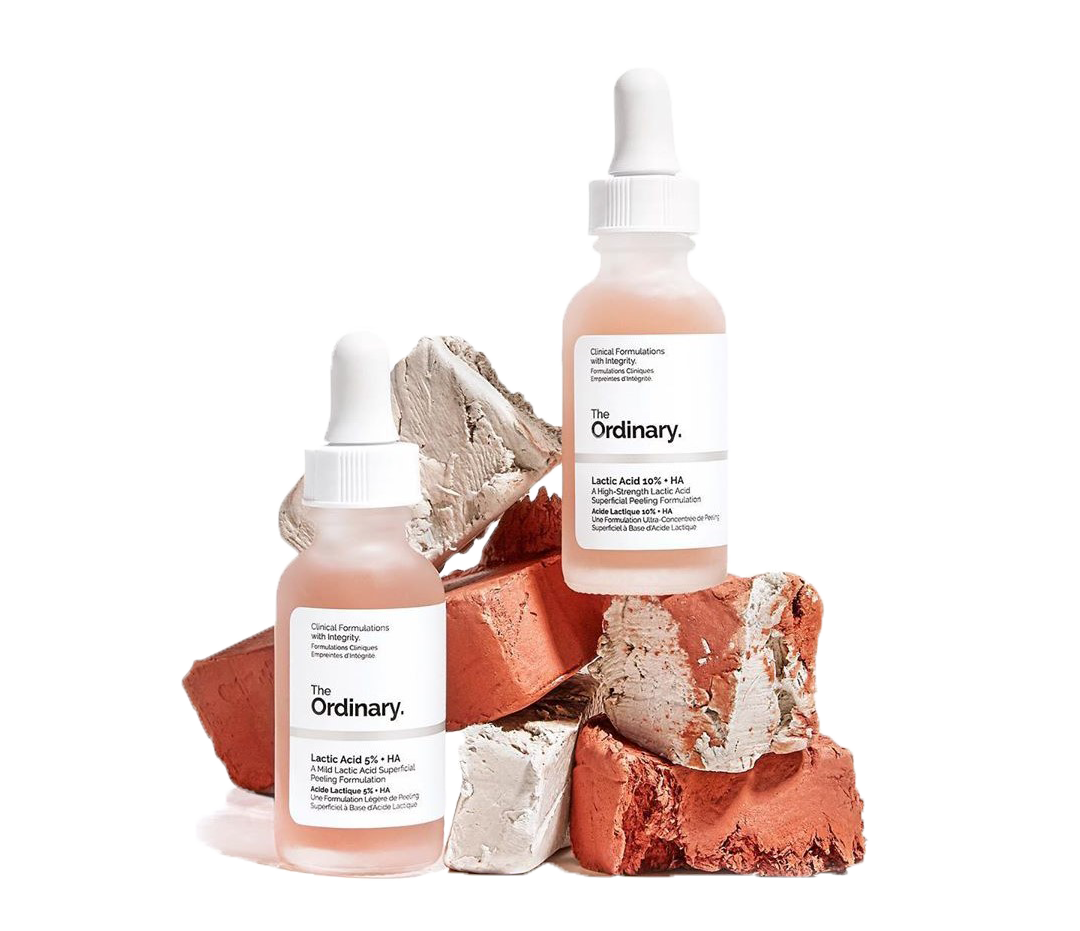 Clinical Formulations
with Integrity.
Formulations Cliniques
Empreintes d'Intégrité.
The
Ordinary.
Lactic Acid 10% + HA
A High-Strength Lactic Acid
Superficial Peeling Formulation
Acide Lactique 10% + HA
Une Formulation Ultra-Concentrée de Peeling
Superficiel à Base d'Acide Lactique
Clinical Formulations
with Integrity.
Formulations Cliniques
Empreintes d'Intégrité.
The
Ordinary.
Lactic Acid 5% + HA
A Mild Lactic Acid Superficial
Peeling Formulation
Acide Lactique 5% + HA
Une Formulation Légère de Peeling
Superficiel à Base d'Acide Lactique